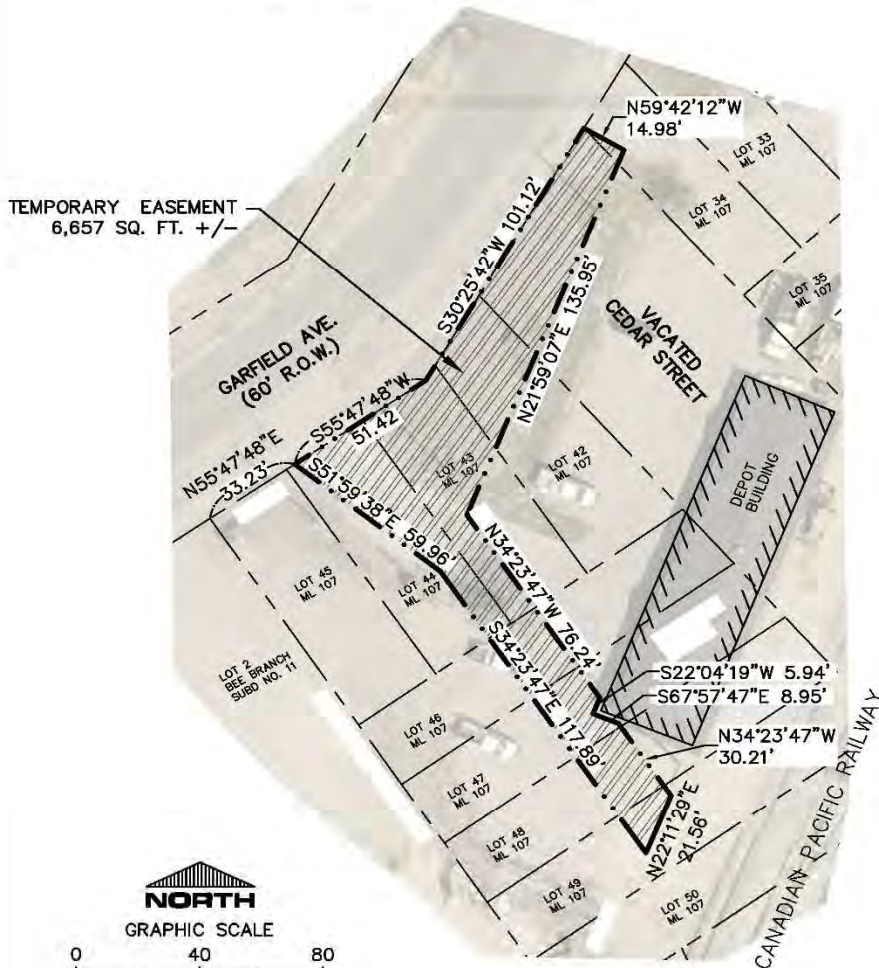 N59°42'12"W
14.98'
LOT 33
ML 107
LOT 34
ML 107
LOT 35
ML 107
TEMPORARY EASEMENT
6,657 SQ. FT. +/-
S30°25'42"W 101.12'
N21°59'07"E 135.95'
VACATED
CEDAR STREET
GARFIELD AVE.
(60' R.O.W.)
S55°47'48"W
51.42
N55°47'48"E
33.23'
S51°59'38"E 59.96'
LOT 43
ML 107
LOT 42
ML 107
DEPOT
BUILDING
LOT 45
ML 107
LOT 44
ML 107
N34°23'47"W 76.24'
S34°23'47"E 117.89'
LOT 2
BEE BRANCH
SUBD NO. 11
S22°04'19"W 5.94'
S67°57'47"E 8.95'
N34°23'47"W
30.21'
LOT 46
ML 107
LOT 47
ML 107
LOT 48
ML 107
LOT 49
ML 107
LOT 50
ML 107
N22°11'29"E
21.56'
CANADIAN PACIFIC RAILWAY
NORTH
GRAPHIC SCALE
0 40 80